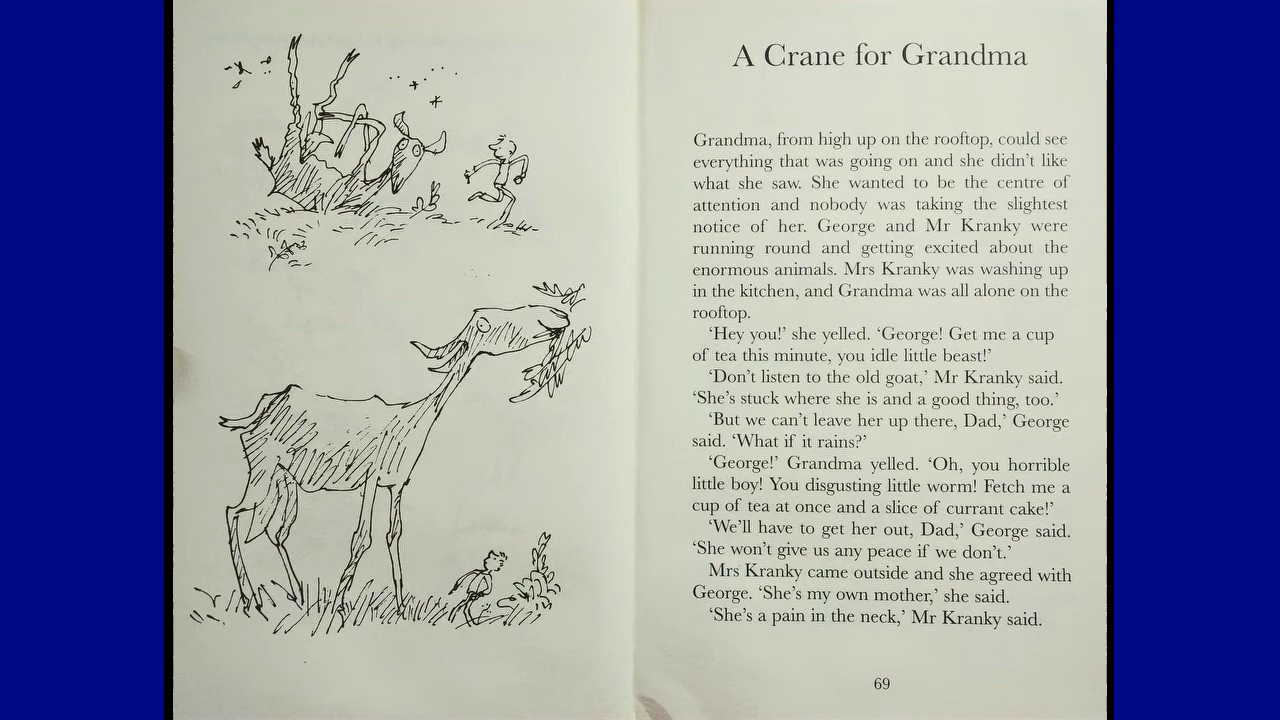 A Crane for Grandma
Grandma, from high up on the rooftop, could see
everything that was going on and she didn't like
what she saw. She wanted to be the centre of
attention and nobody was taking the slightest
notice of her. George and Mr Kranky were
running round and getting excited about the
enormous animals. Mrs Kranky was washing up
in the kitchen, and Grandma was all alone on the
rooftop.
‘Hey you!’ she yelled. ‘George! Get me a cup
of tea this minute, you idle little beast!’
‘Don't listen to the old goat,’ Mr Kranky said.
‘She's stuck where she is and a good thing, too.’
‘But we can't leave her up there, Dad,’ George
said. ‘What if it rains?’
‘George!’ Grandma yelled. ‘Oh, you horrible
little boy! You disgusting little worm! Fetch me a
cup of tea at once and a slice of currant cake!’
‘We'll have to get her out, Dad,’ George said.
‘She won't give us any peace if we don't.’
Mrs Kranky came outside and she agreed with
George. ‘She's my own mother,’ she said.
‘She's a pain in the neck,’ Mr Kranky said.
69